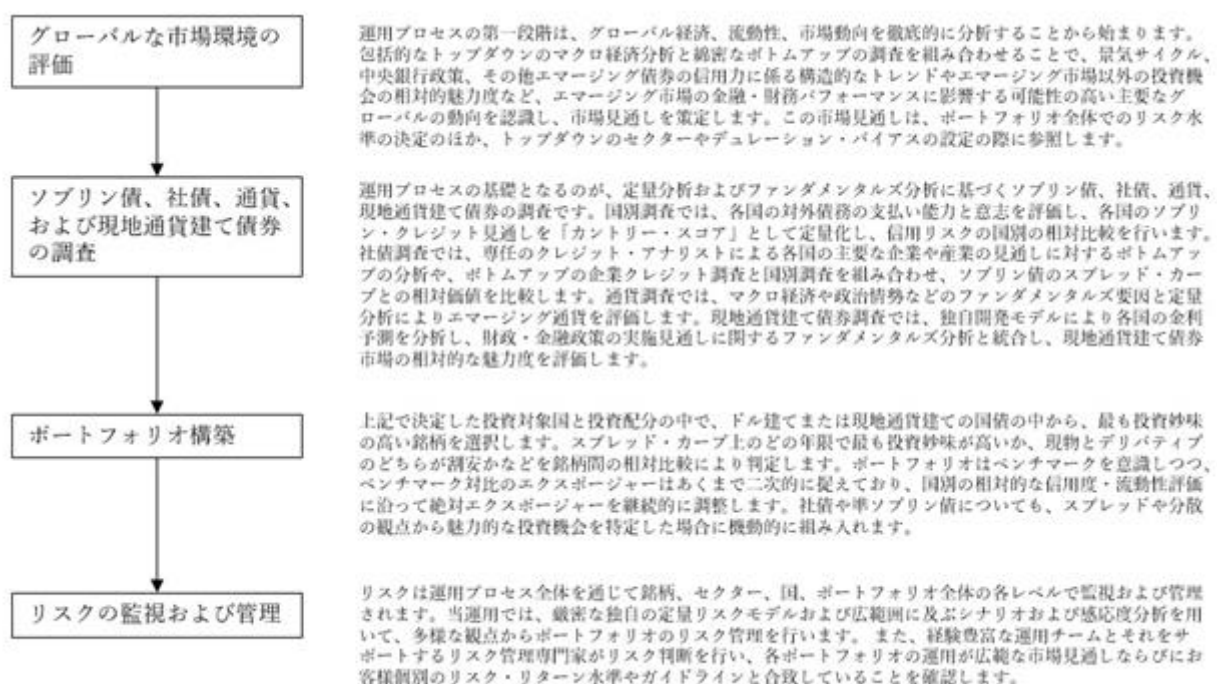 グローバルな市場環境の
評価
運用プロセスの第一段階は、グローバル経済、流動性、市場動向を徹底的に分析することから始まります。
包括的なトップダウンのマクロ経済分析と綿密なボトムアップの調査を組み合わせることで、景気サイクル、
中央銀行政策、その他エマージング債券の信用力に係る構造的なトレンドやエマージング市場以外の投資機
会の相対的魅力度など、エマージング市場の金融・財務パフォーマンスに影響する可能性の高い主要なグ
ローバルの動向を認識し、市場見通しを策定します。この市場見通しは、ポートフォリオ全体でのリスク水
準の決定のほか、トップダウンのセクターやデュレーション・バイアスの設定の際に参照します。
ソブリン債、社債、通貨、
および現地通貨建て債券
の調査
運用プロセスの基礎となるのが、定量分析およびファンダメンタルズ分析に基づくソブリン債、社債、通貨、
現地通貨建て債券の調査です。国別調査では、各国の対外債務の支払い能力と意志を評価し、各国のソブリ
ン・クレジット見通しを「カントリー・スコア」として定量化し、信用リスクの国別の相対比較を行います。
社債調査では、専任のクレジット・アナリストによる各国の主要な企業や産業の見通しに対するボトムアッ
プの分析や、ボトムアップの企業クレジット調査と国別調査を組み合わせ、ソブリン債のスプレッド・カー
ブとの相対価値を比較します。通貨調査では、マクロ経済や政治情勢などのファンダメンタルズ要因と定量
分析によりエマージング通貨を評価します。現地通貨建て債券調査では、独自開発モデルにより各国の金利
予測を分析し、財政・金融政策の実施見通しに関するファンダメンタルズ分析と統合し、現地通貨建て債券
市場の相対的な魅力度を評価します。
ポートフォリオ構築
上記で決定した投資対象国と投資配分の中で、ドル建てまたは現地通貨建ての国債の中から、最も投資妙味
の高い銘柄を選択します。スプレッド・カーブ上のどの年限で最も投資妙味が高いか、現物とデリバティブ
のどちらが割安かなどを銘柄間の相対比較により判定します。ポートフォリオはベンチマークを意識しつつ、
ベンチマーク対比のエクスポージャーはあくまで二次的に捉えており、国別の相対的な信用度・流動性評価
に沿って絶対エクスポージャーを継続的に調整します。社債や準ソブリン債についても、スプレッドや分散
の観点から魅力的な投資機会を特定した場合に機動的に組み入れます。
リスクの監視および管理
リスクは運用プロセス全体を通じて銘柄、セクター、国、ポートフォリオ全体の各レベルで監視および管理
されます。当運用では、厳密な独自の定量リスクモデルおよび広範囲に及ぶシナリオおよび感応度分析を用
いて、多様な観点からポートフォリオのリスク管理を行います。 また、経験豊富な運用チームとそれをサ
ポートするリスク管理専門家がリスク判断を行い、各ポートフォリオの運用が広範な市場見通しならびにお
客様個別のリスク・リターン水準やガイドラインと合致していることを確認します。